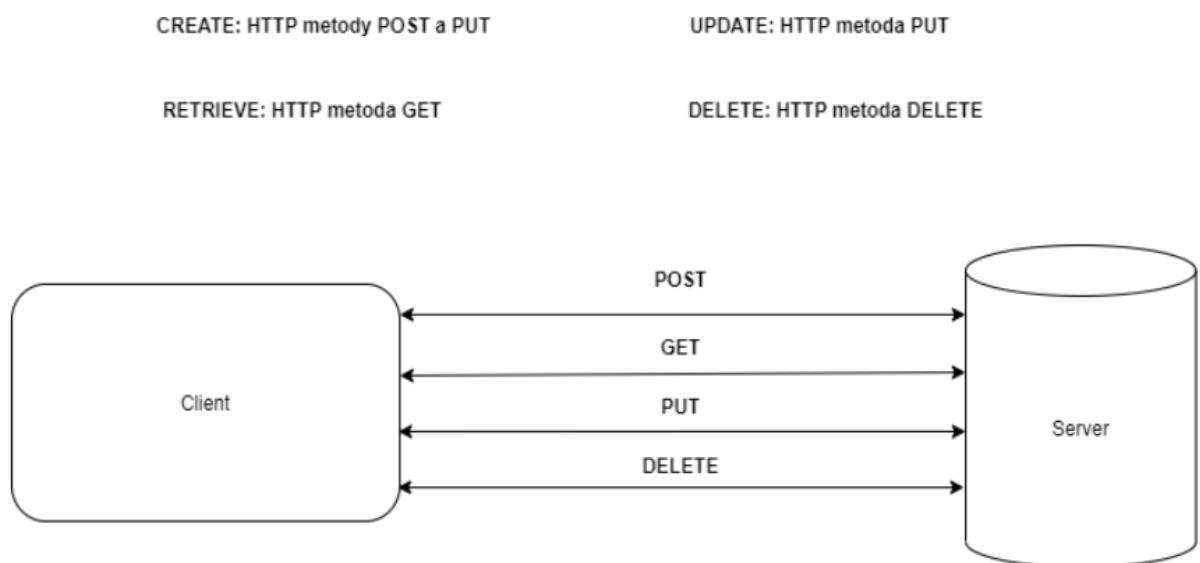 CREATE: HTTP metody POST a PUT
UPDATE: HTTP metoda PUT
RETRIEVE: HTTP metoda GET
DELETE: HTTP metoda DELETE
POST
GET
Client
PUT
Server
DELETE